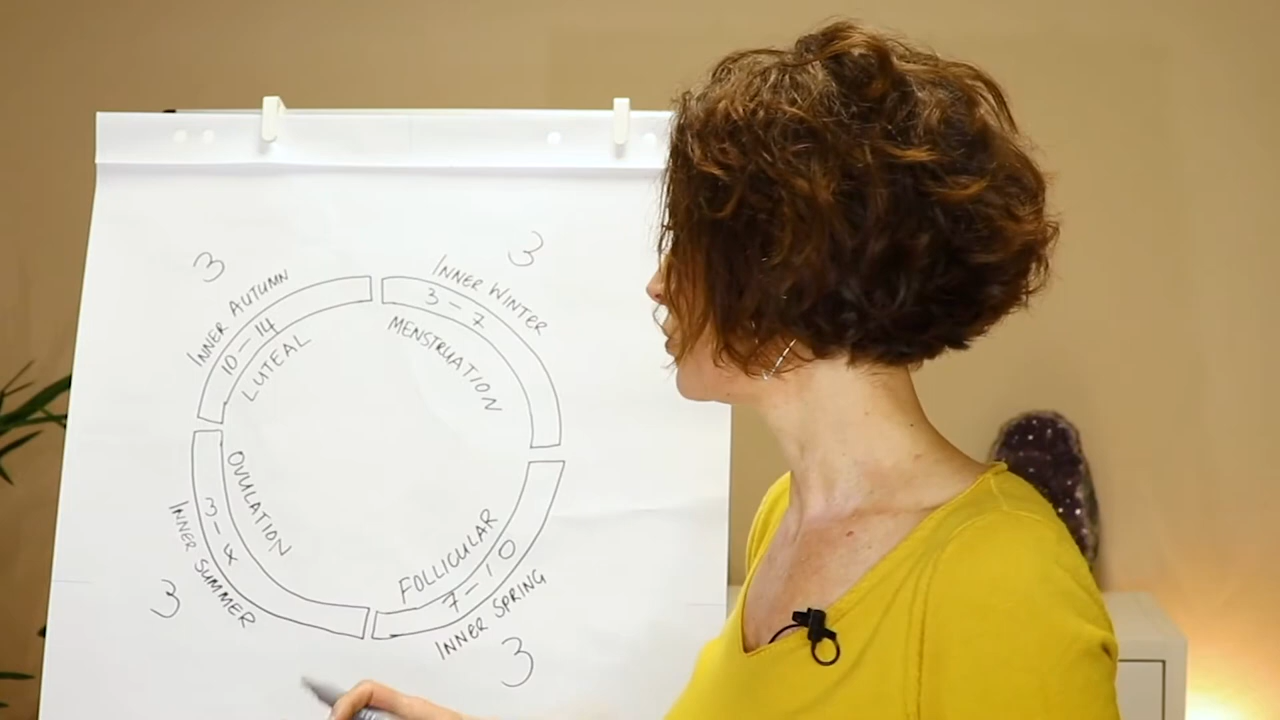 3
INNER AUTUMN
10-14
LUTEAL
3
INNER WINTER
3-7
MENSTRUATION
OVULATION
3-4
INNER SUMMER
3
FOLLICULAR
7-10
INNER SPRING
3